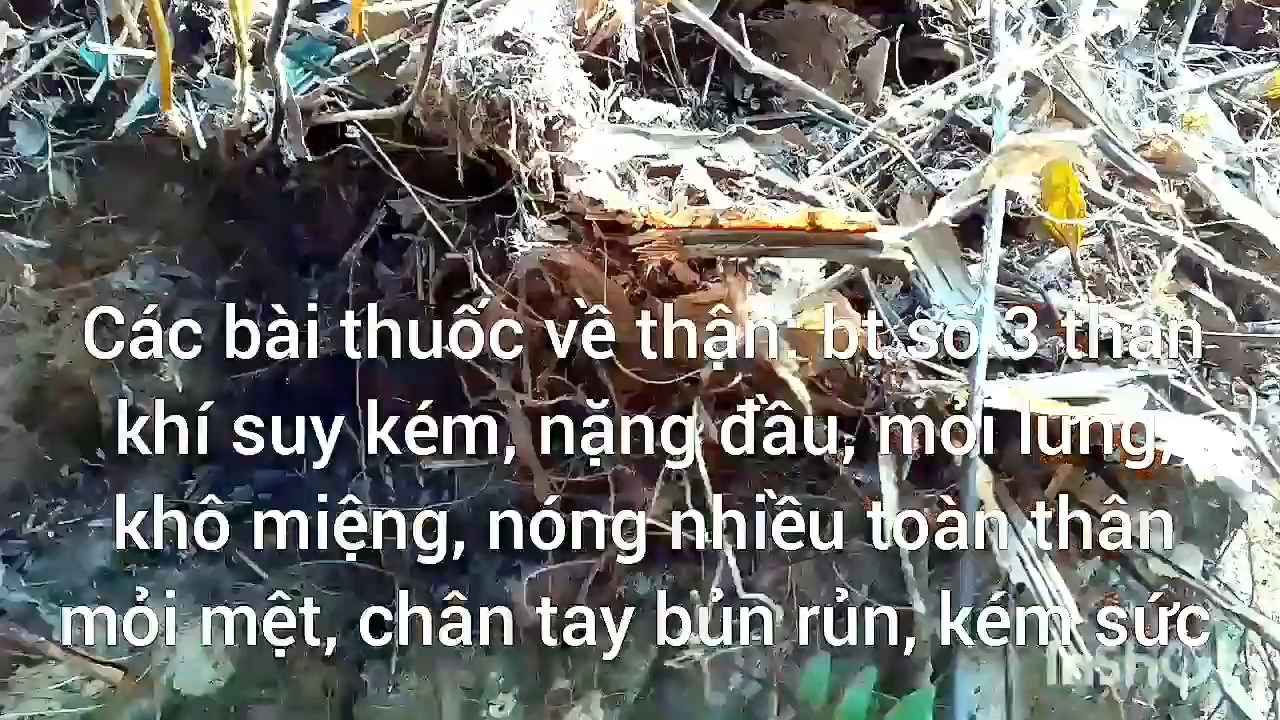 Các bài thuốc về thận: bt số 3 thận
khí suy kém, nặng đầu, mỏi lưng,
khô miệng, nóng nhiều toàn thân
mỏi mệt, chân tay bủn rủn, kém sức
InShot